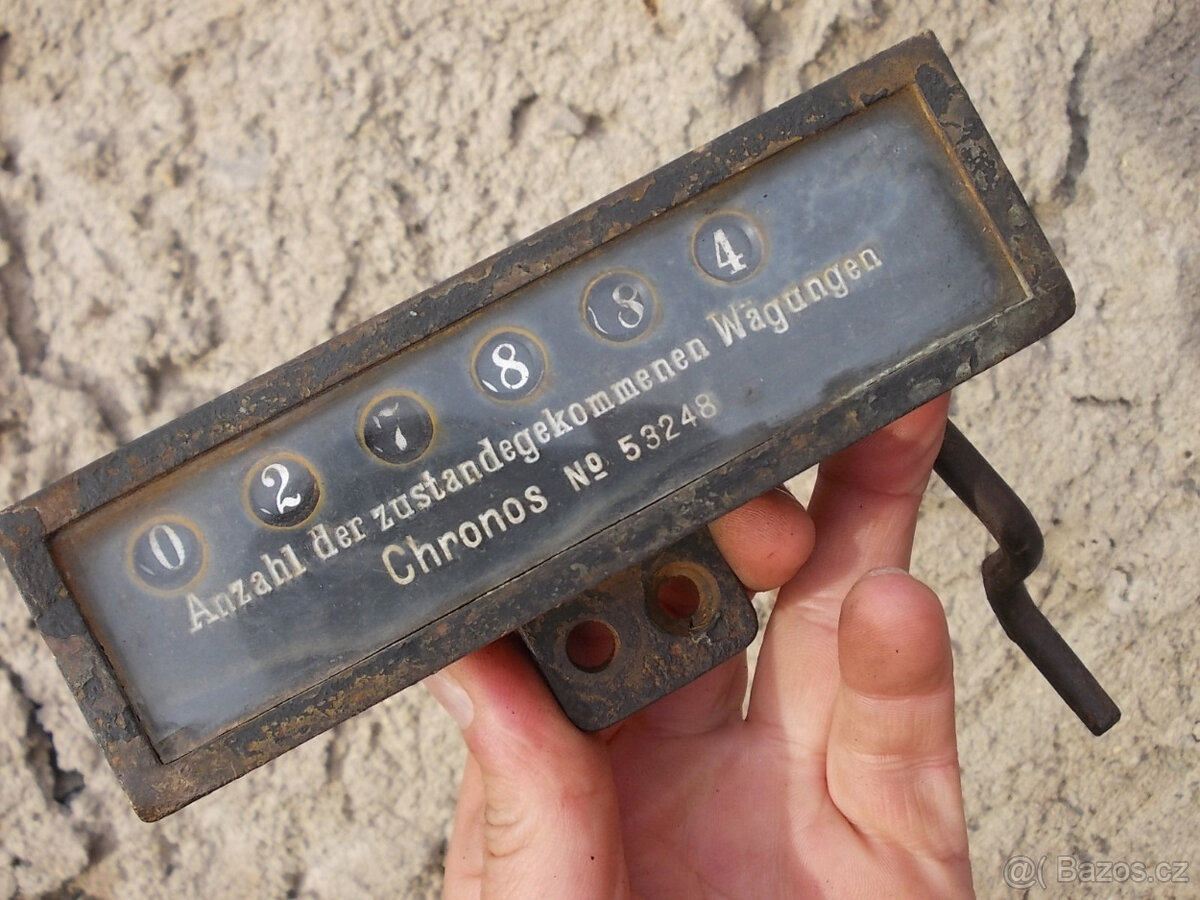 0 2 7 8 8 4
Anzahl der zustandegekommenen Wägungen
Chronos № 53248
@( Bazos.cz